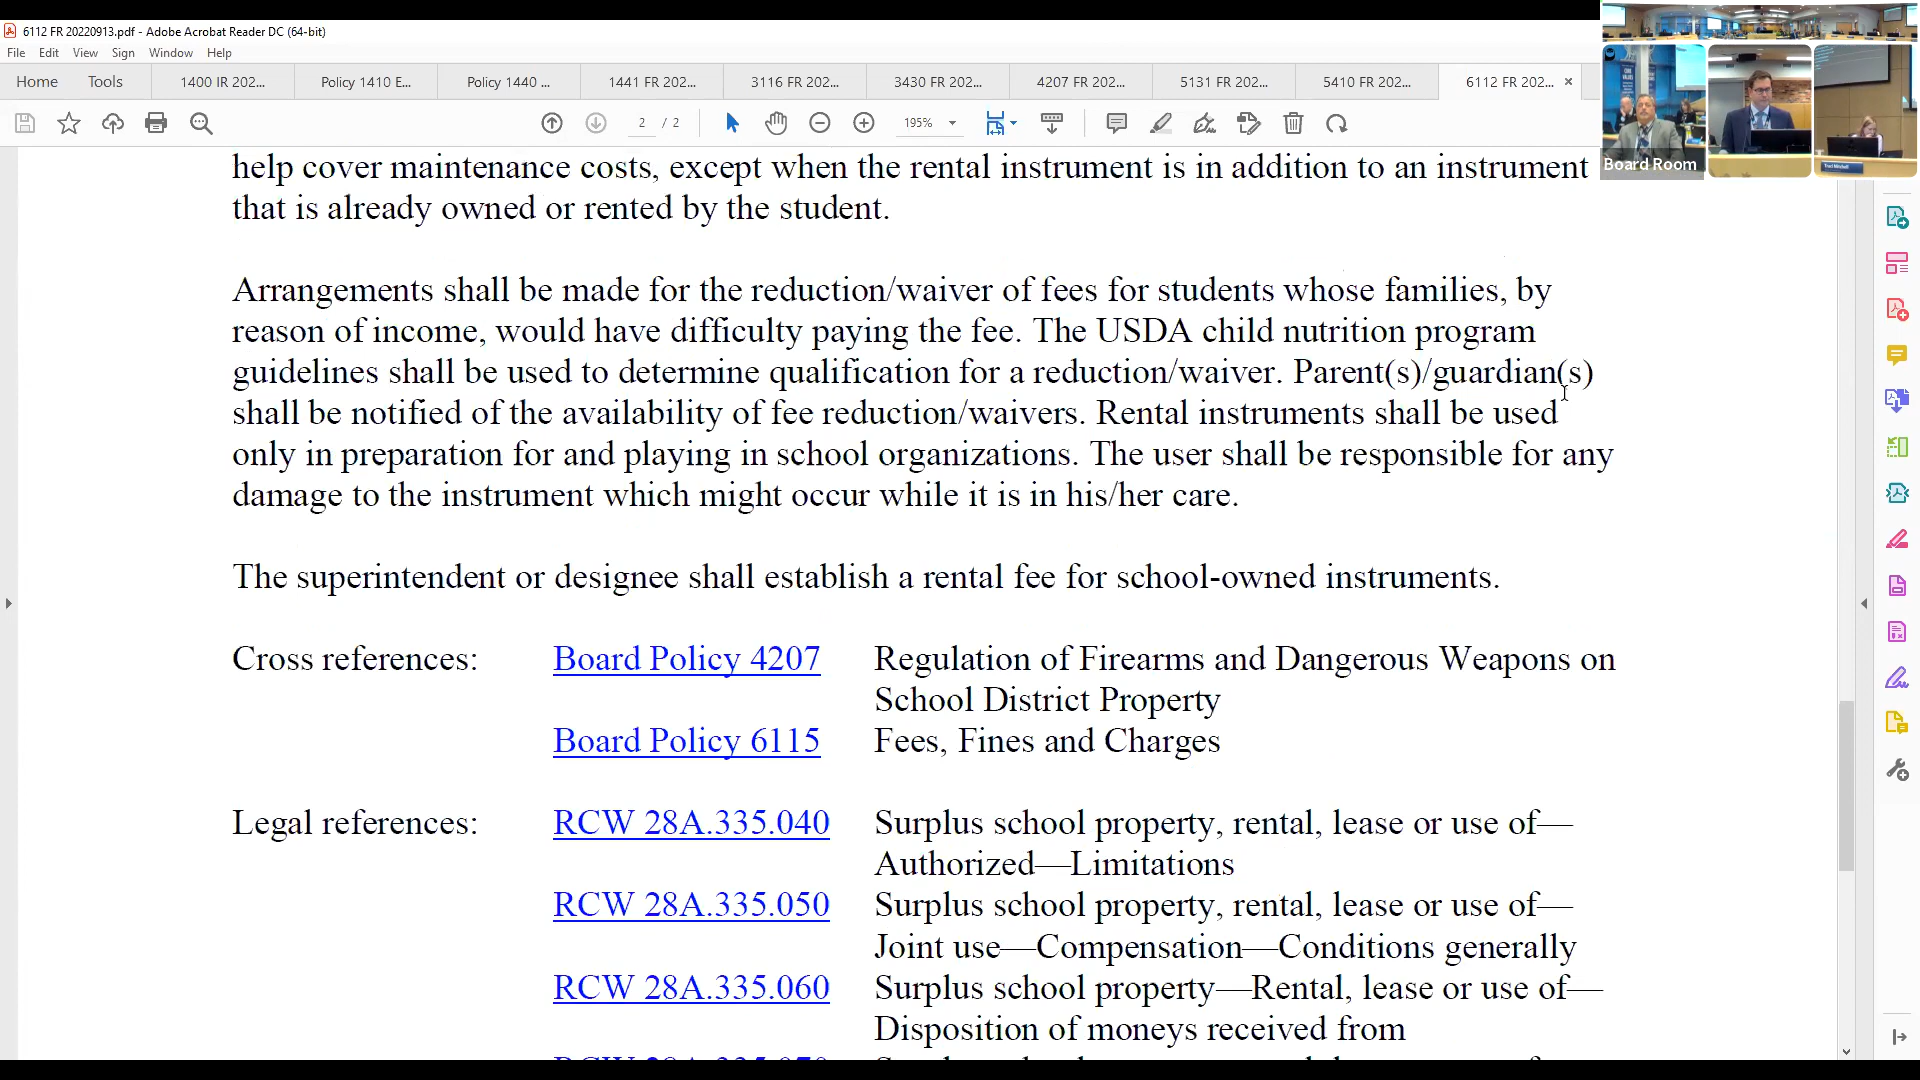 6112 FR 20220913.pdf - Adobe Acrobat Reader DC (64-bit)
File Edit View Sign Window Help
Home Tools 1400 IR 202... Policy 1410 E... Policy 1440 ... 1441 FR 202... 3116 FR 202... 3430 FR 202... 4207 FR 202... 5131 FR 202... 5410 FR 202... 6112 FR 202... ×
2 / 2 195%
Board Room
help cover maintenance costs, except when the rental instrument is in addition to an instrument
that is already owned or rented by the student.
Arrangements shall be made for the reduction/waiver of fees for students whose families, by
reason of income, would have difficulty paying the fee. The USDA child nutrition program
guidelines shall be used to determine qualification for a reduction/waiver. Parent(s)/guardian(s)
shall be notified of the availability of fee reduction/waivers. Rental instruments shall be used
only in preparation for and playing in school organizations. The user shall be responsible for any
damage to the instrument which might occur while it is in his/her care.
The superintendent or designee shall establish a rental fee for school-owned instruments.
Cross references: Board Policy 4207 Regulation of Firearms and Dangerous Weapons on
School District Property
Board Policy 6115 Fees, Fines and Charges
Legal references: RCW 28A.335.040 Surplus school property, rental, lease or use of—
Authorized—Limitations
RCW 28A.335.050 Surplus school property, rental, lease or use of—
Joint use—Compensation—Conditions generally
RCW 28A.335.060 Surplus school property—Rental, lease or use of—
Disposition of moneys received from